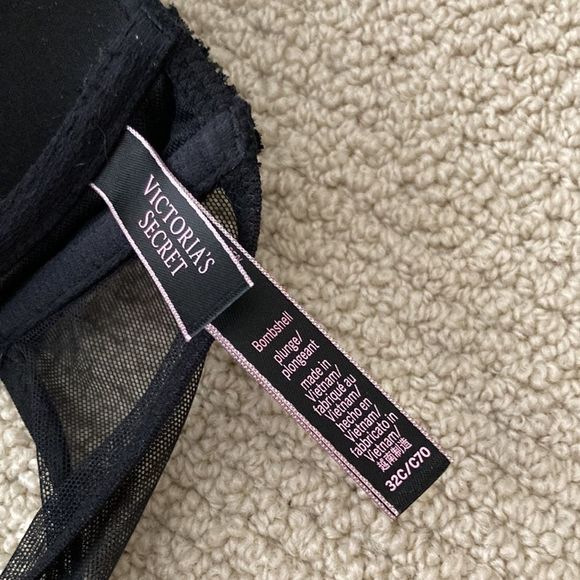 VICTORIA'S
SECRET
Bombshell
plunge/
plongeant
made in
Vietnam/
fabriqué au
Vietnam/
hecho en
Vietnam/
fabbricato in
Vietnam/
越南制造
32C/C70